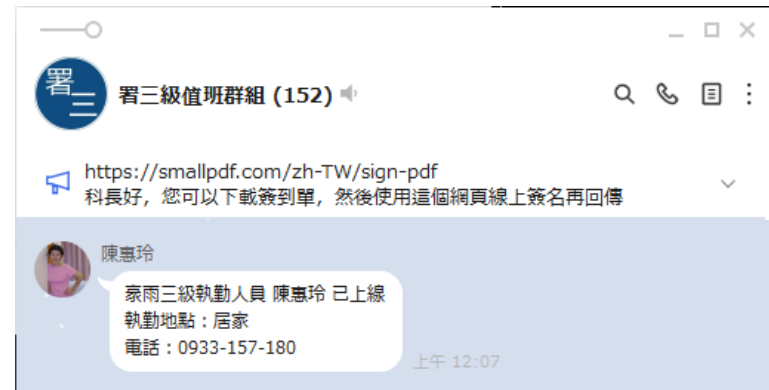 署三
署三級值班群組 (152)
https://smallpdf.com/zh-TW/sign-pdf
科長好，您可以下載簽到單，然後使用這個網頁線上簽名再回傳
陳惠玲
豪雨三級執勤人員 陳惠玲 已上線
執勤地點：居家
電話：0933-157-180
上午 12:07